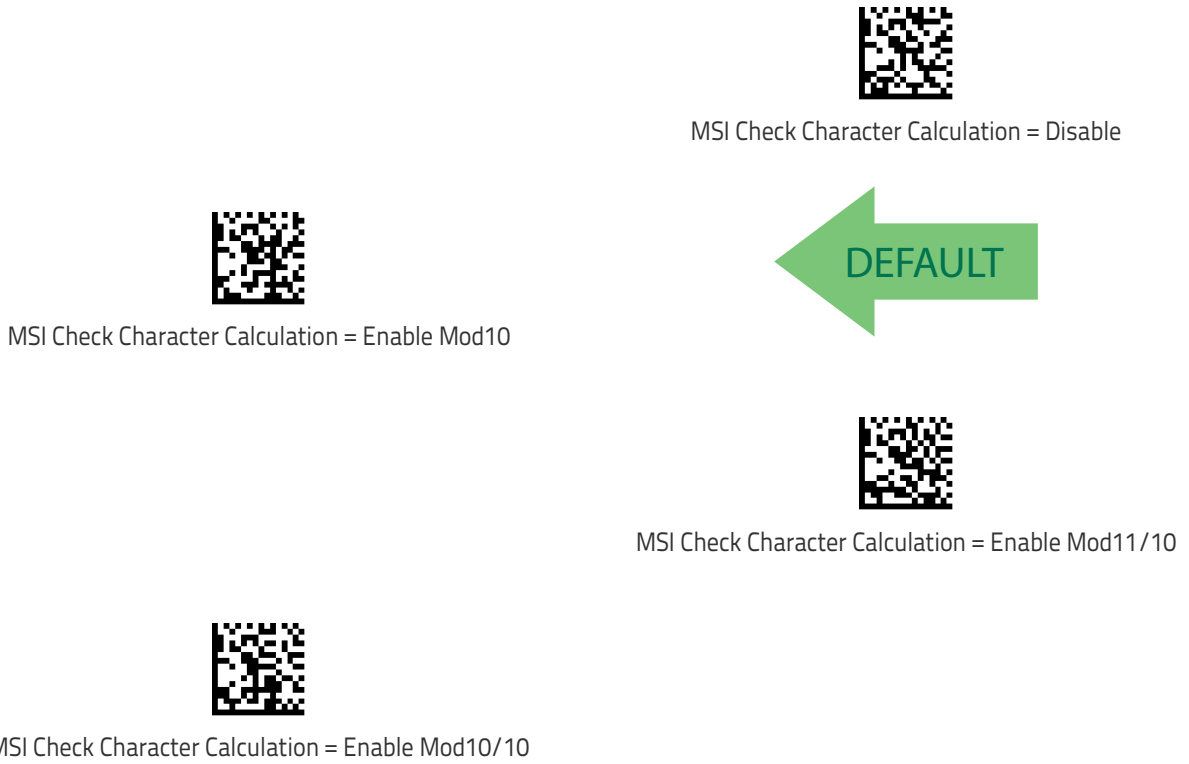 MSI Check Character Calculation = Disable
DEFAULT
MSI Check Character Calculation = Enable Mod10
MSI Check Character Calculation = Enable Mod11/10
MSI Check Character Calculation = Enable Mod10/10